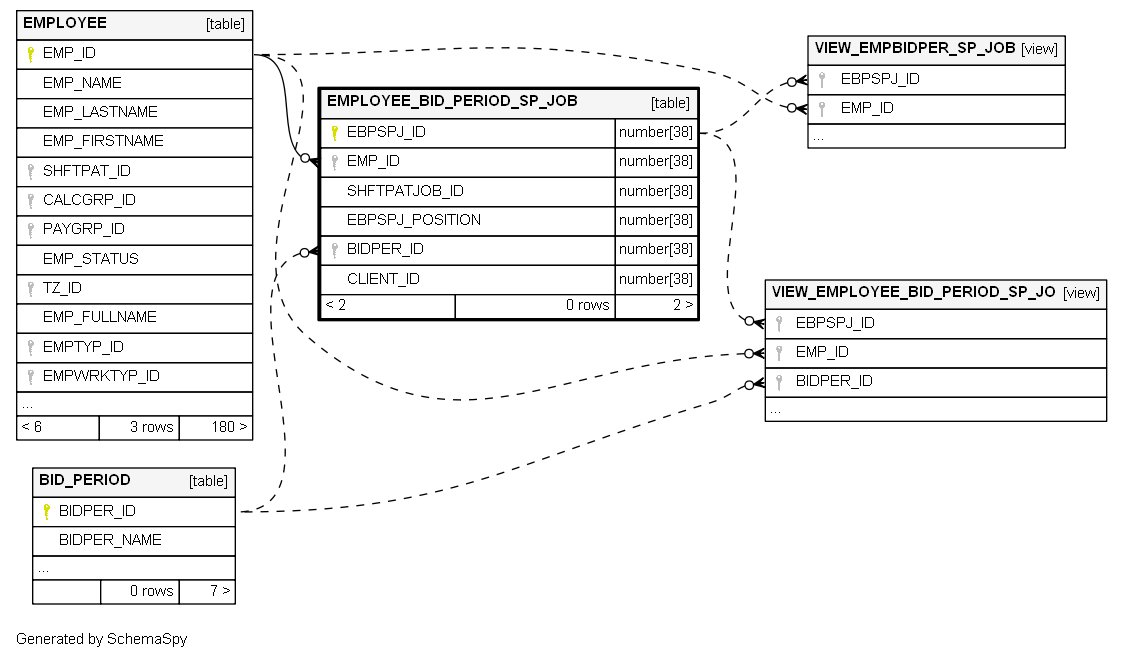 EMPLOYEE [table]
EMP_ID
EMP_NAME
EMP_LASTNAME
EMP_FIRSTNAME
SHFTPAT_ID
CALCGRP_ID
PAYGRP_ID
EMP_STATUS
TZ_ID
EMP_FULLNAME
EMPTYP_ID
EMPWRKTYP_ID
...
< 6 3 rows 180 >
BID_PERIOD [table]
BIDPER_ID
BIDPER_NAME
...
0 rows 7 >
EMPLOYEE_BID_PERIOD_SP_JOB [table]
EBPSPJ_ID number[38]
EMP_ID number[38]
SHFTPATJOB_ID number[38]
EBPSPJ_POSITION number[38]
BIDPER_ID number[38]
CLIENT_ID number[38]
< 2 0 rows 2 >
VIEW_EMPBIDPER_SP_JOB [view]
EBPSPJ_ID
EMP_ID
...
VIEW_EMPLOYEE_BID_PERIOD_SP_JO [view]
EBPSPJ_ID
EMP_ID
BIDPER_ID
...
Generated by SchemaSpy